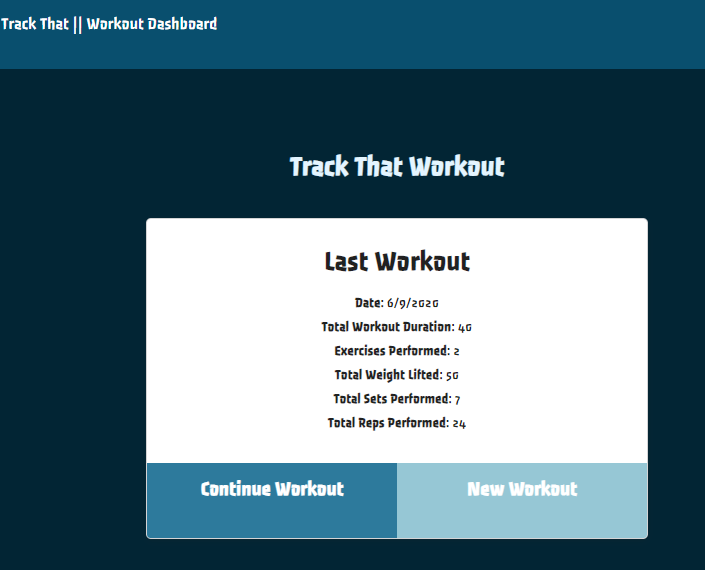 Track That || Workout Dashboard
Track That Workout
Last Workout
Date: 6/9/2020
Total Workout Duration: 40
Exercises Performed: 2
Total Weight Lifted: 50
Total Sets Performed: 7
Total Reps Performed: 24
Continue Workout
New Workout